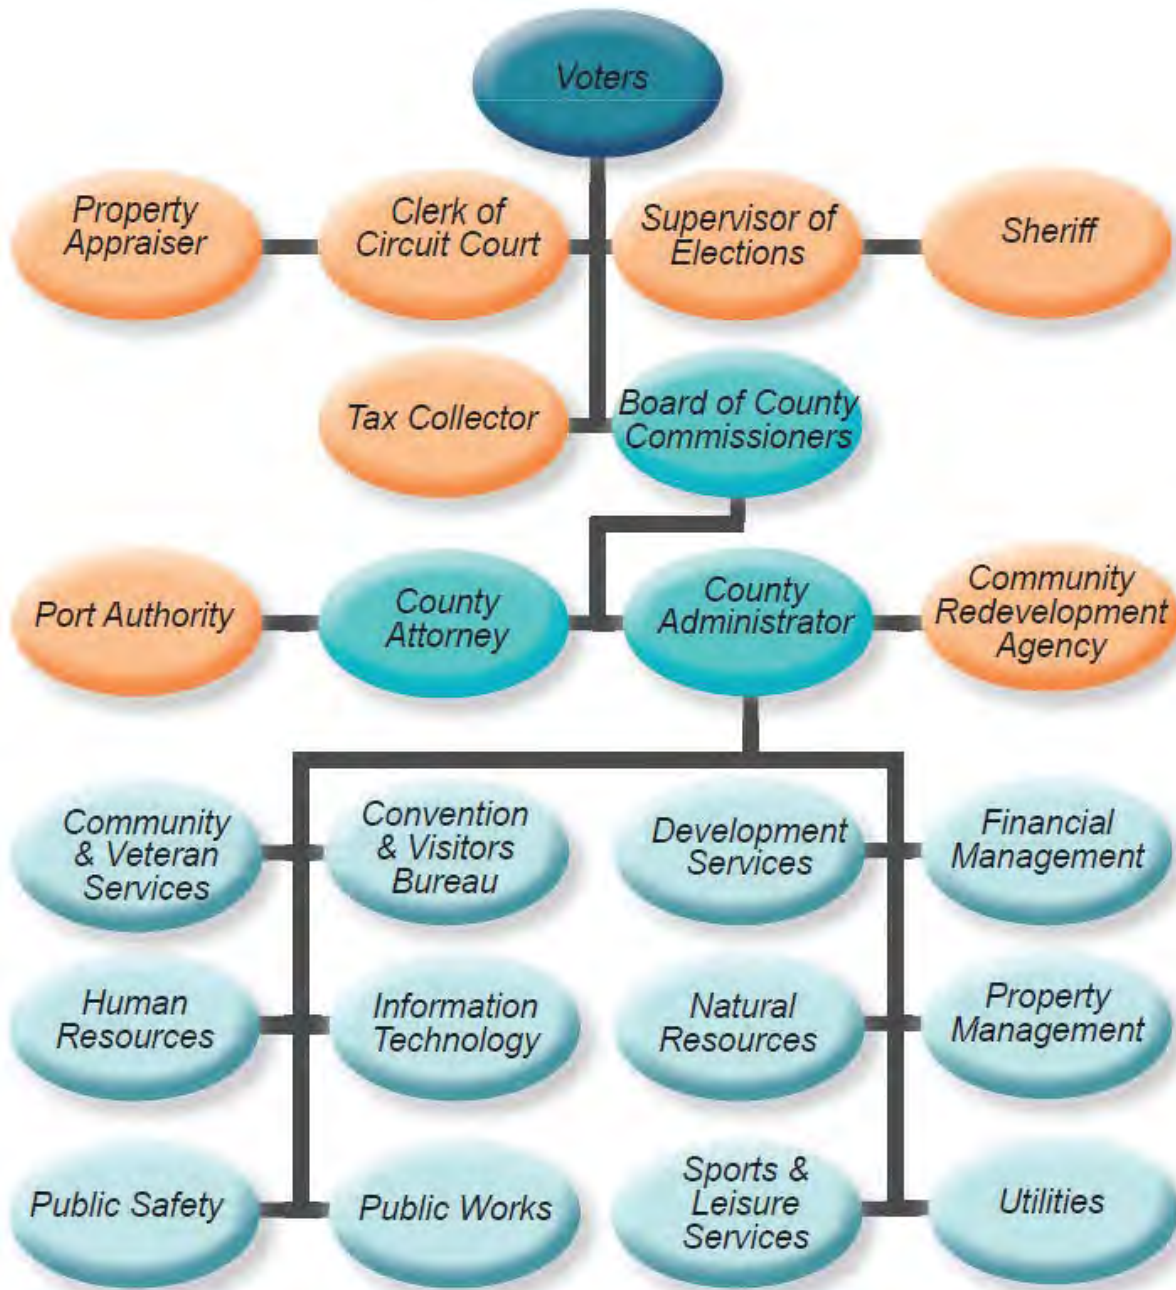 Voters
Property
Appraiser
Clerk of
Circuit Court
Supervisor of
Elections
Sheriff
Tax Collector
Board of County
Commissioners
Port Authority
County
Attorney
County
Administrator
Community
Redevelopment
Agency
Community
& Veteran
Services
Convention
& Visitors
Bureau
Development
Services
Financial
Management
Human
Resources
Information
Technology
Natural
Resources
Property
Management
Public Safety
Public Works
Sports &
Leisure
Services
Utilities